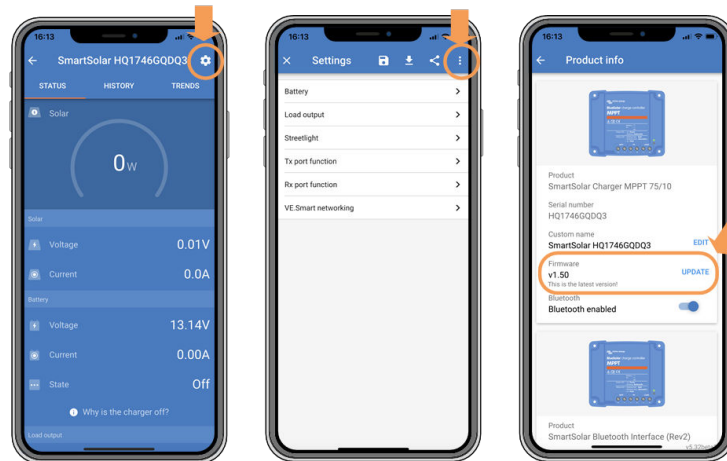 16:13
SmartSolar HQ1746GQDQ3
STATUS HISTORY TRENDS
Solar
0w
Solar
Voltage 0.01V
Current 0.0A
Battery
Voltage 13.14V
Current 0.00A
State Off
Why is the charger off?
Load output
16:13
Settings
Battery
Load output
Streetlight
Tx port function
Rx port function
VE.Smart networking
16:13
Product info
MPPT
Product
SmartSolar Charger MPPT 75/10
Serial number
HQ1746GQDQ3
Custom name
SmartSolar HQ1746GQDQ3 EDIT
Firmware
v1.50 UPDATE
This is the latest version!
Bluetooth
Bluetooth enabled
MPPT
Product
SmartSolar Bluetooth Interface (Rev2)